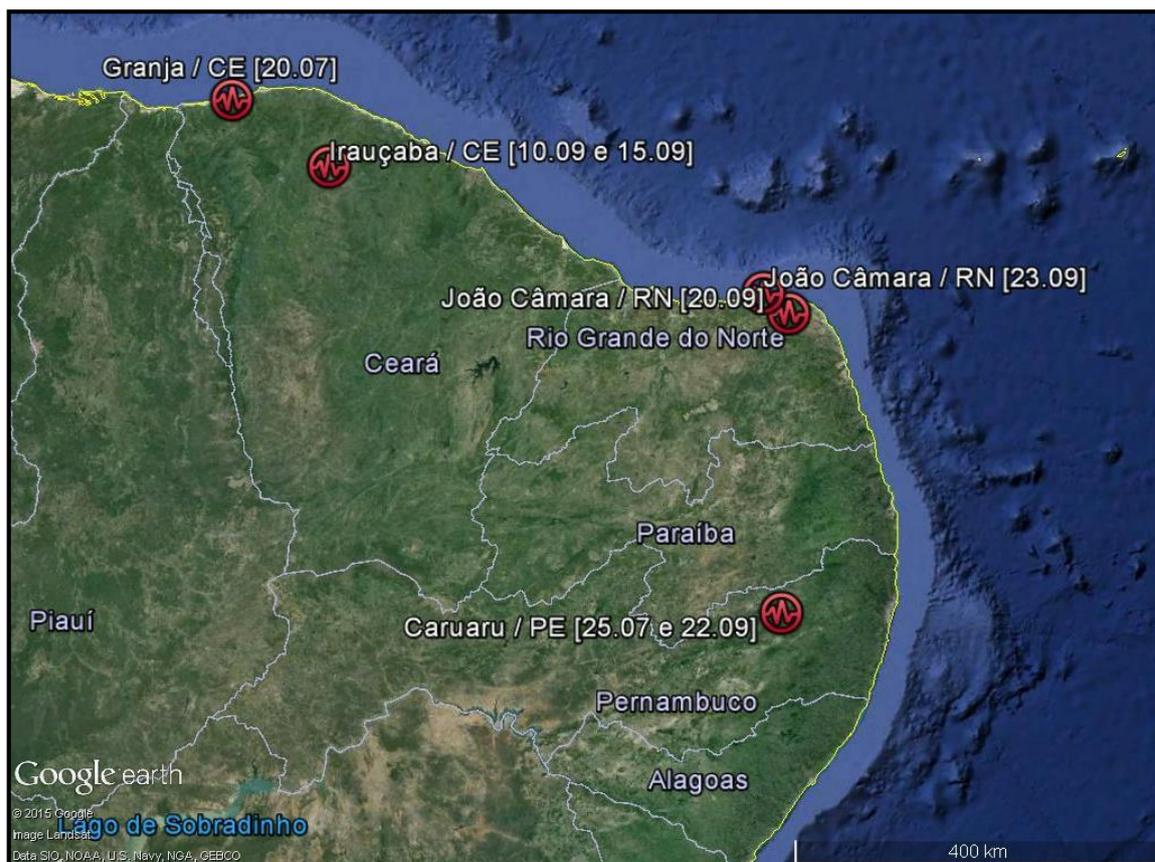 Granja / CE [20.07]
Irauçaba / CE [10.09 e 15.09]
João Câmara / RN [23.09]
João Câmara / RN [20.09]
Rio Grande do Norte
Ceará
Paraíba
Piauí
Caruaru / PE [25.07 e 22.09]
Pernambuco
Alagoas
Google earth
© 2015 Google
Image Landsat
Lago de Sobradinho
Data SIO, NOAA, U.S. Navy, NGA, GEBCO
400 km